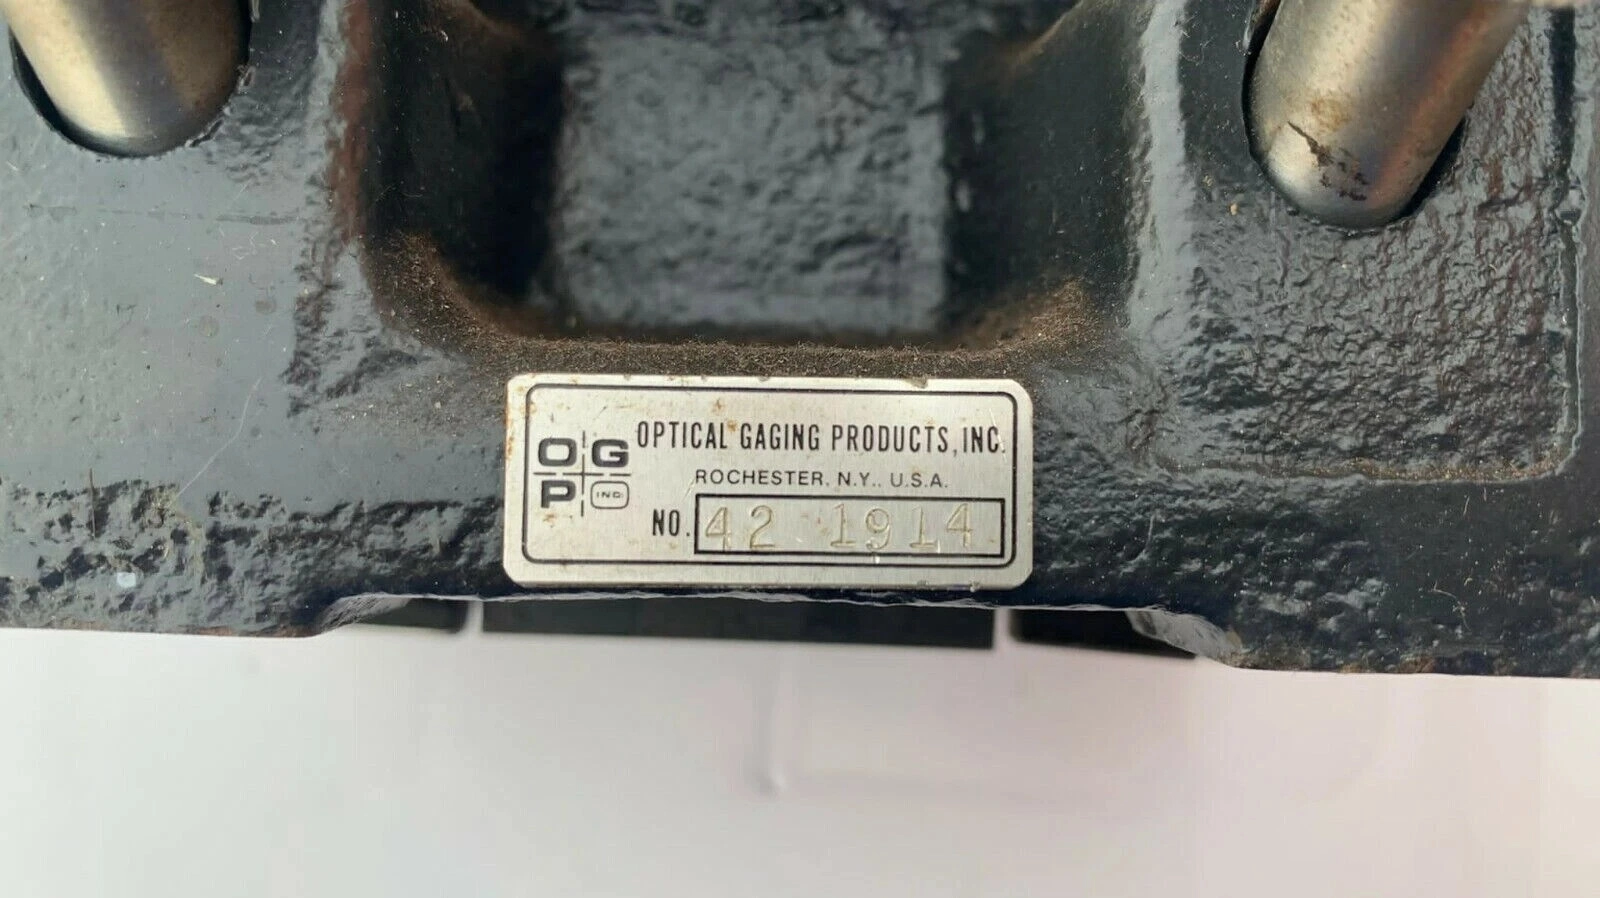 OG
P INC.
OPTICAL GAGING PRODUCTS, INC.
ROCHESTER, N.Y., U.S.A.
NO. 42 1914